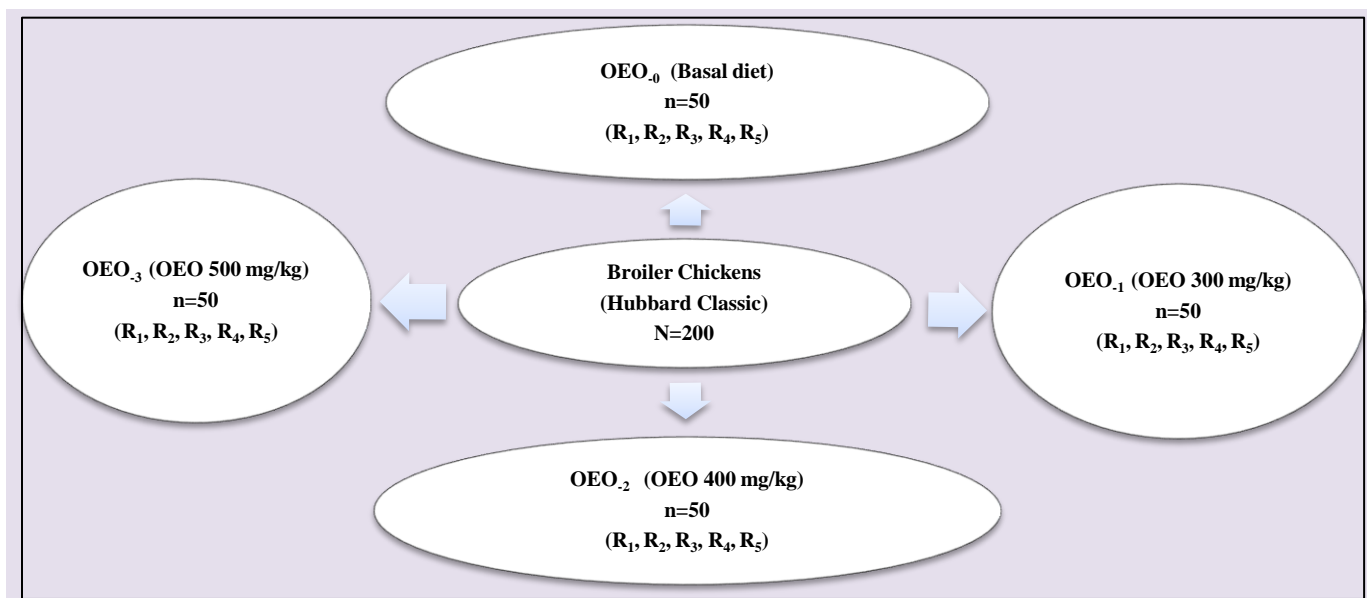 OEO₋₀ (Basal diet)
n=50
(R₁, R₂, R₃, R₄, R₅)
OEO₋₃ (OEO 500 mg/kg)
n=50
(R₁, R₂, R₃, R₄, R₅)
Broiler Chickens
(Hubbard Classic)
N=200
OEO₋₁ (OEO 300 mg/kg)
n=50
(R₁, R₂, R₃, R₄, R₅)
OEO₋₂ (OEO 400 mg/kg)
n=50
(R₁, R₂, R₃, R₄, R₅)